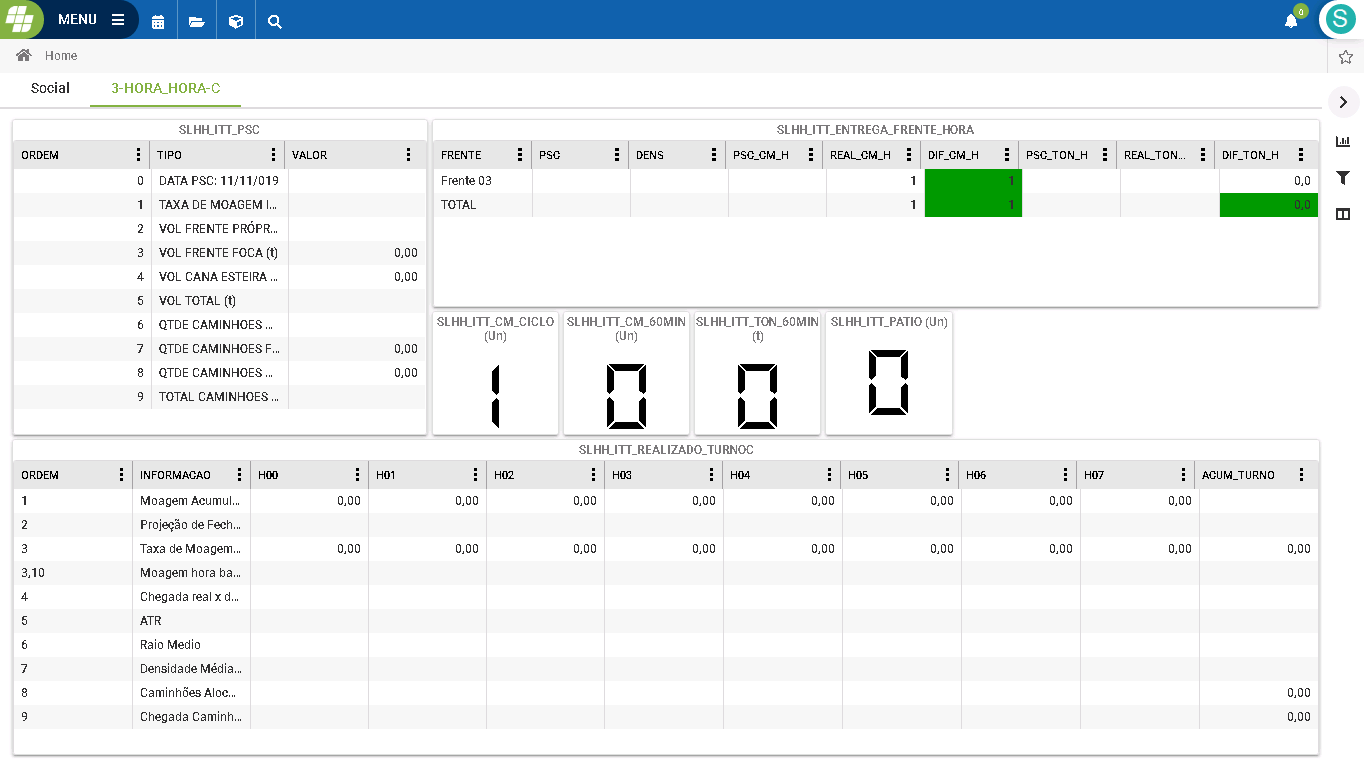 MENU
0
S
Home
Social 3-HORA_HORA-C
SLHH_ITT_PSC
ORDEM TIPO VALOR
0 DATA PSC: 11/11/019
1 TAXA DE MOAGEM I...
2 VOL FRENTE PRÓPR...
3 VOL FRENTE FOCA (t) 0,00
4 VOL CANA ESTEIRA ... 0,00
5 VOL TOTAL (t)
6 QTDE CAMINHOES ...
7 QTDE CAMINHOES F... 0,00
8 QTDE CAMINHOES ... 0,00
9 TOTAL CAMINHOES ...
SLHH_ITT_ENTREGA_FRENTE_HORA
FRENTE PSC DENS PSC_CM_H REAL_CM_H DIF_CM_H PSC_TON_H REAL_TON... DIF_TON_H
Frente 03 1 1 0,0
TOTAL 1 1 0,0
SLHH_ITT_CM_CICLO
(Un)
1
SLHH_ITT_CM_60MIN
(Un)
0
SLHH_ITT_TON_60MIN
(t)
0
SLHH_ITT_PATIO (Un)
0
SLHH_ITT_REALIZADO_TURNOC
ORDEM INFORMACAO H00 H01 H02 H03 H04 H05 H06 H07 ACUM_TURNO
1 Moagem Acumul... 0,00 0,00 0,00 0,00 0,00 0,00 0,00 0,00
2 Projeção de Fech...
3 Taxa de Moagem... 0,00 0,00 0,00 0,00 0,00 0,00 0,00 0,00 0,00
3,10 Moagem hora ba...
4 Chegada real x d...
5 ATR
6 Raio Medio
7 Densidade Média...
8 Caminhões Aloc... 0,00
9 Chegada Caminh... 0,00